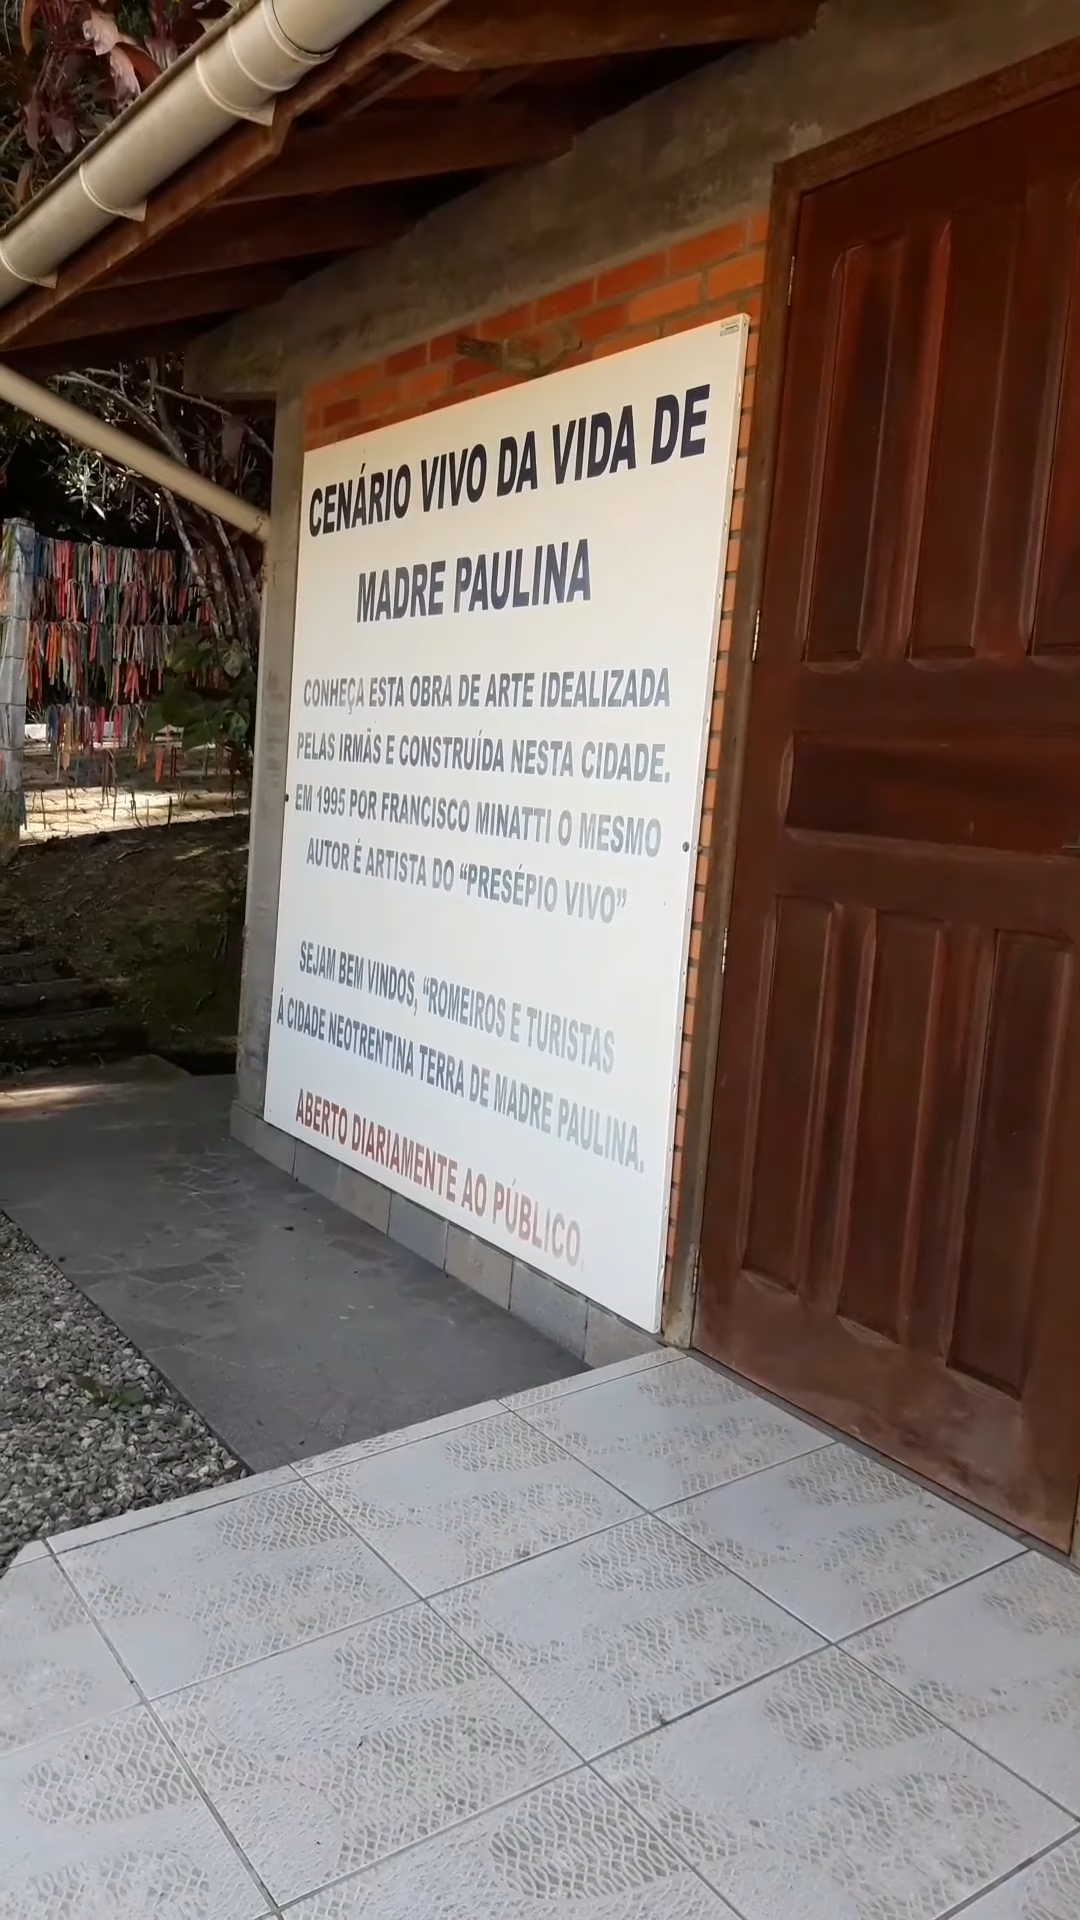 CENÁRIO VIVO DA VIDA DE
MADRE PAULINA
CONHEÇA ESTA OBRA DE ARTE IDEALIZADA
PELAS IRMÃS E CONSTRUÍDA NESTA CIDADE.
EM 1995 POR FRANCISCO MINATTI O MESMO
AUTOR É ARTISTA DO “PRESÉPIO VIVO”
SEJAM BEM VINDOS, “ROMEIROS E TURISTAS
Á CIDADE NEOTRENTINA TERRA DE MADRE PAULINA.
ABERTO DIARIAMENTE AO PÚBLICO.